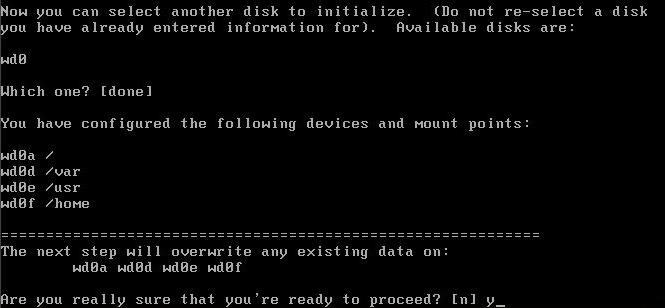 Now you can select another disk to initialize.  (Do not re-select a disk
you have already entered information for).  Available disks are:
wd0
Which one? [done]
You have configured the following devices and mount points:
wd0a /
wd0d /var
wd0e /usr
wd0f /home
============================================================
The next step will overwrite any existing data on:
wd0a wd0d wd0e wd0f
Are you really sure that you're ready to proceed? [n] y_